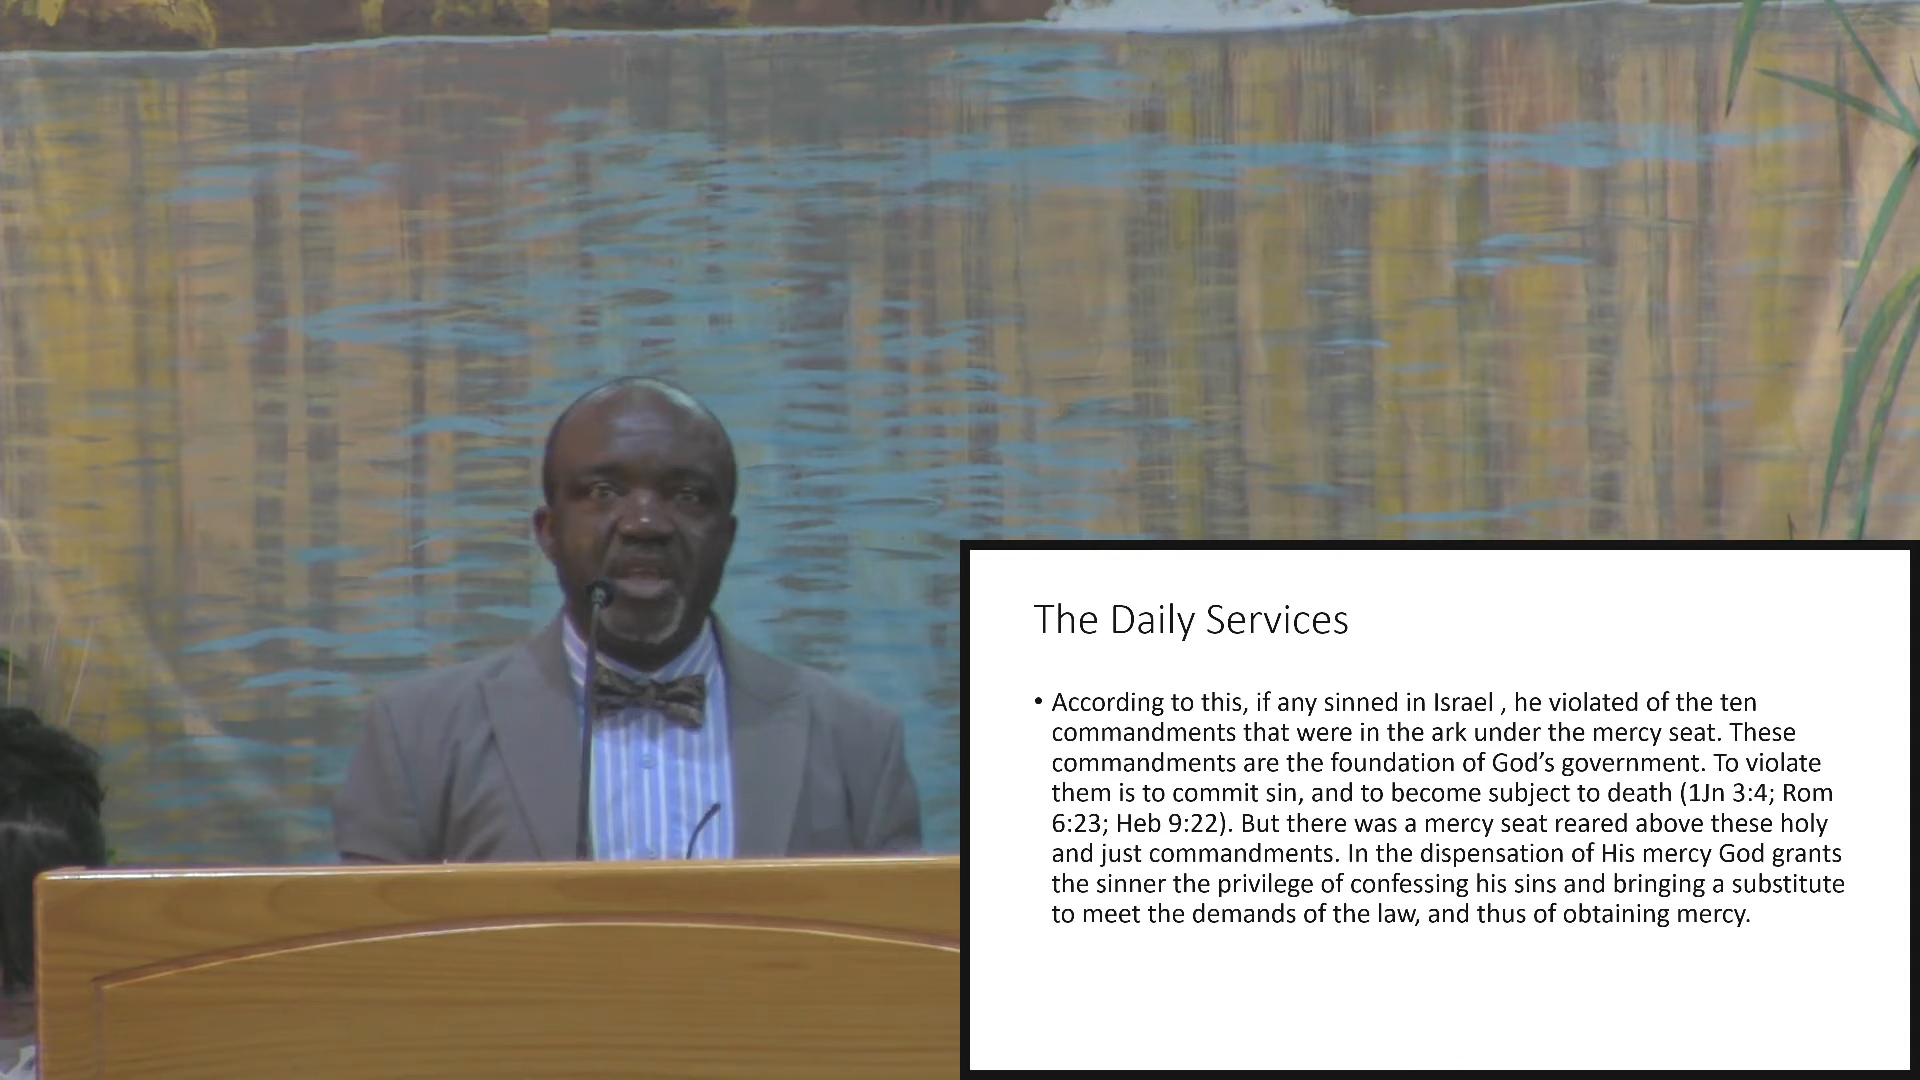 The Daily Services
• According to this, if any sinned in Israel , he violated of the ten
commandments that were in the ark under the mercy seat. These
commandments are the foundation of God’s government. To violate
them is to commit sin, and to become subject to death (1Jn 3:4; Rom
6:23; Heb 9:22). But there was a mercy seat reared above these holy
and just commandments. In the dispensation of His mercy God grants
the sinner the privilege of confessing his sins and bringing a substitute
to meet the demands of the law, and thus of obtaining mercy.